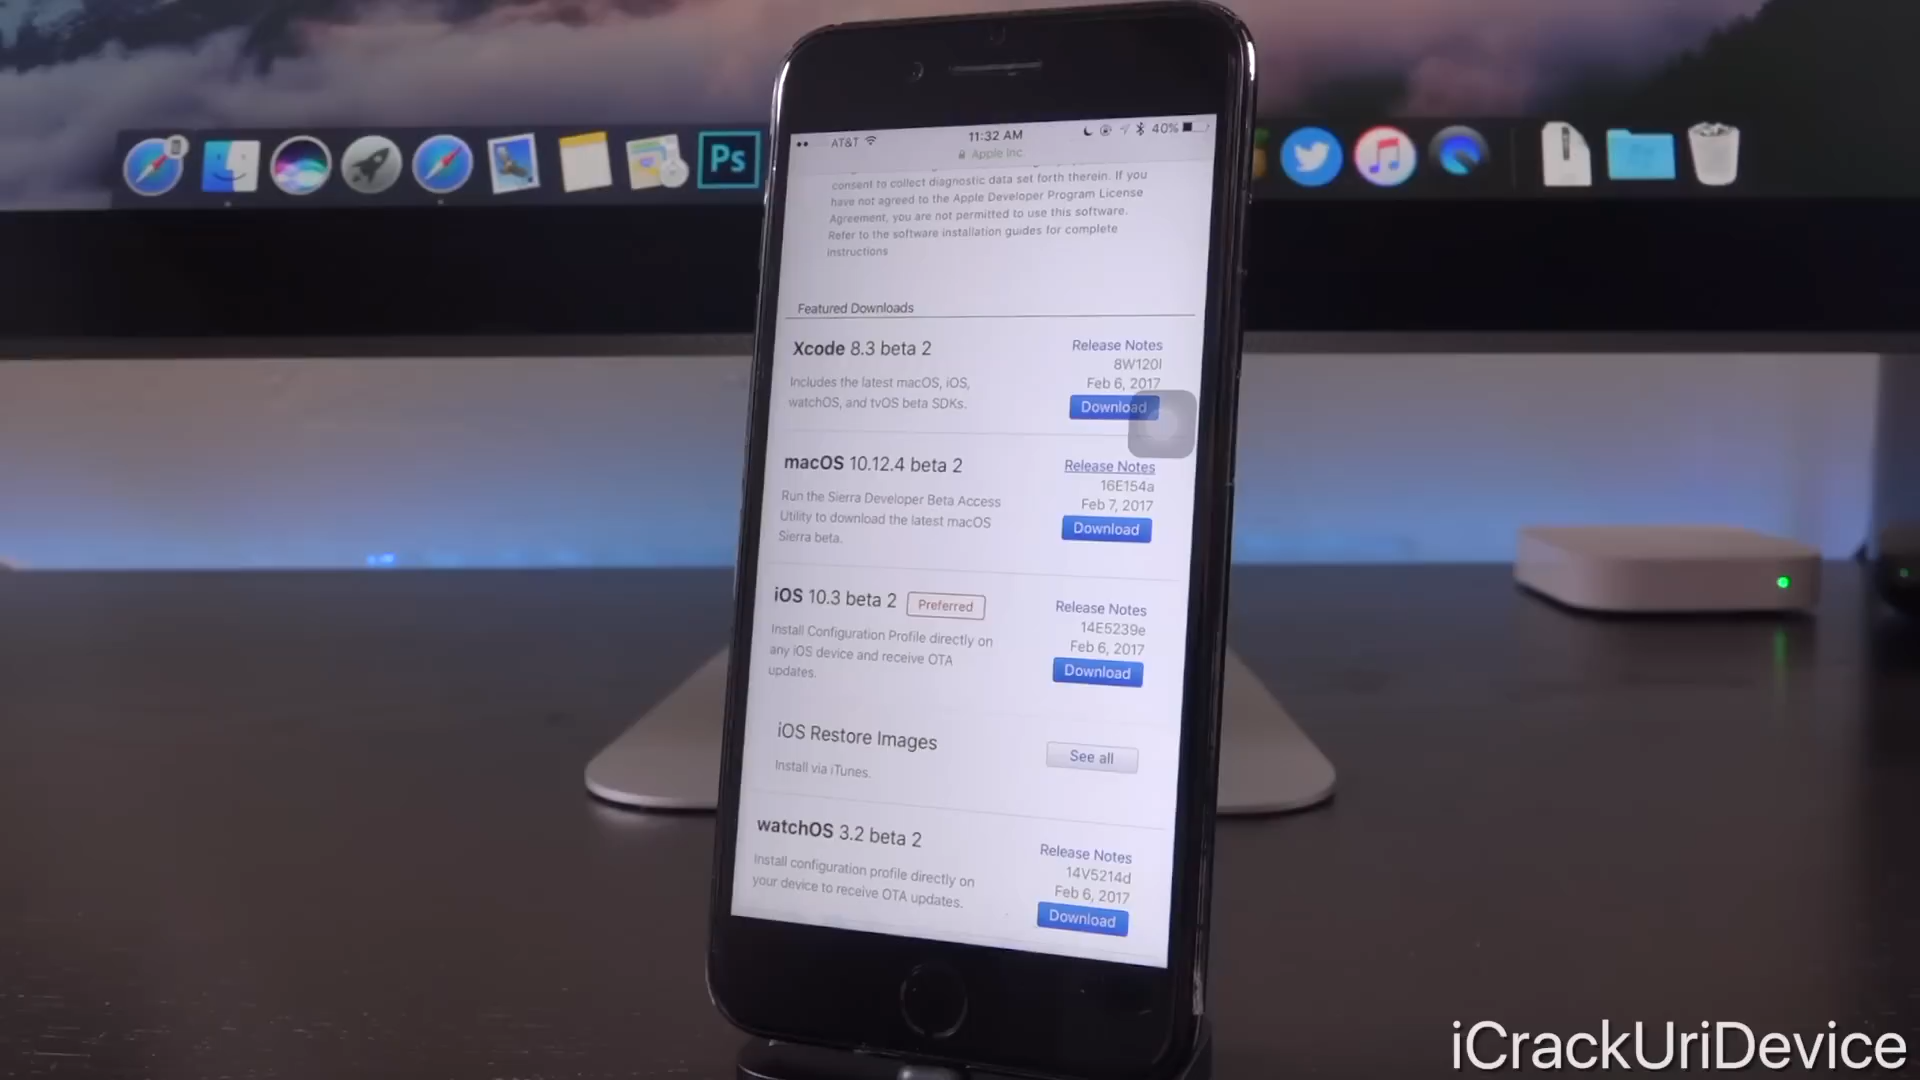 Ps
AT&T
11:32 AM
40%
Apple Inc.
consent to collect diagnostic data set forth therein. If you
have not agreed to the Apple Developer Program License
Agreement, you are not permitted to use this software.
Refer to the software installation guides for complete
instructions
Featured Downloads
Xcode 8.3 beta 2
Includes the latest macOS, iOS,
watchOS, and tvOS beta SDKs.
Release Notes
8W120l
Feb 6, 2017
Download
macOS 10.12.4 beta 2
Run the Sierra Developer Beta Access
Utility to download the latest macOS
Sierra beta.
Release Notes
16E154a
Feb 7, 2017
Download
iOS 10.3 beta 2
Preferred
Install Configuration Profile directly on
any iOS device and receive OTA
updates.
Release Notes
14E5239e
Feb 6, 2017
Download
iOS Restore Images
Install via iTunes.
See all
watchOS 3.2 beta 2
Install configuration profile directly on
your device to receive OTA updates.
Release Notes
14V5214d
Feb 6, 2017
Download
iCrackUriDevice